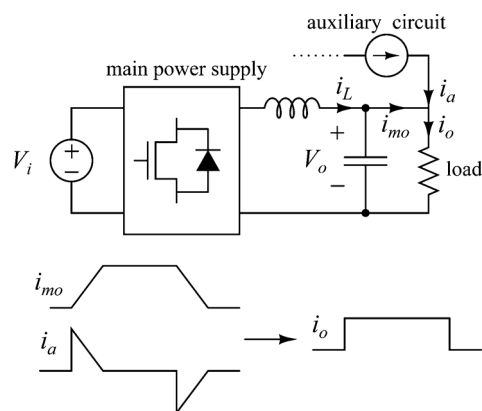 auxiliary circuit
main power supply
i_L
i_a
+
i_mo
i_o
V_i
+
−
V_o
−
load
i_mo
i_a
i_o